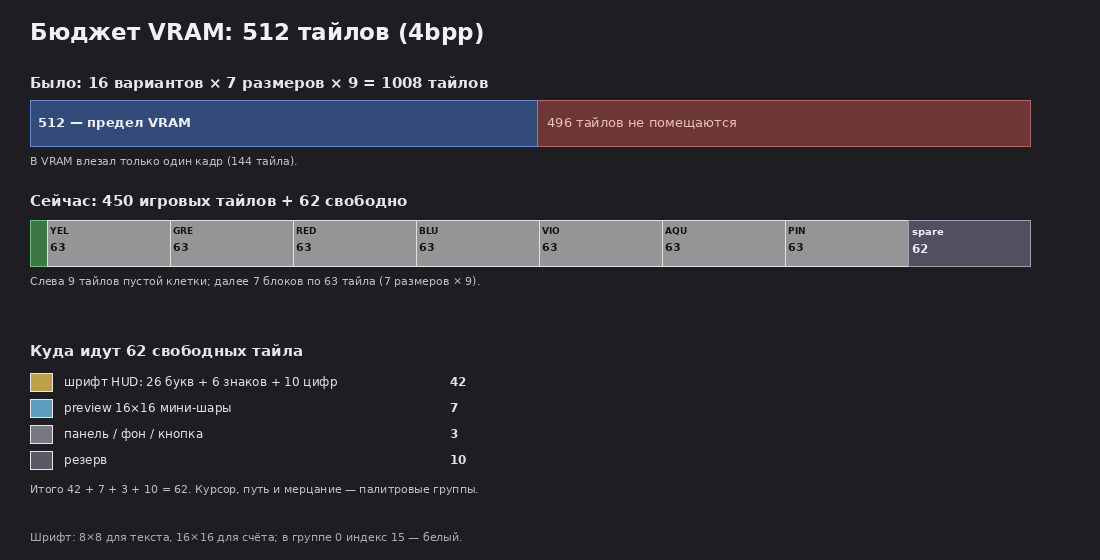 Бюджет VRAM: 512 тайлов (4bpp)
Было: 16 вариантов × 7 размеров × 9 = 1008 тайлов
512 — предел VRAM 496 тайлов не помещаются
В VRAM влезал только один кадр (144 тайла).
Сейчас: 450 игровых тайлов + 62 свободно
YEL GRE RED BLU VIO AQU PIN spare
63 63 63 63 63 63 63 62
Слева 9 тайлов пустой клетки; далее 7 блоков по 63 тайла (7 размеров × 9).
Куда идут 62 свободных тайла
шрифт HUD: 26 букв + 6 знаков + 10 цифр 42
preview 16×16 мини-шары 7
панель / фон / кнопка 3
резерв 10
Итого 42 + 7 + 3 + 10 = 62. Курсор, путь и мерцание — палитровые группы.
Шрифт: 8×8 для текста, 16×16 для счёта; в группе 0 индекс 15 — белый.